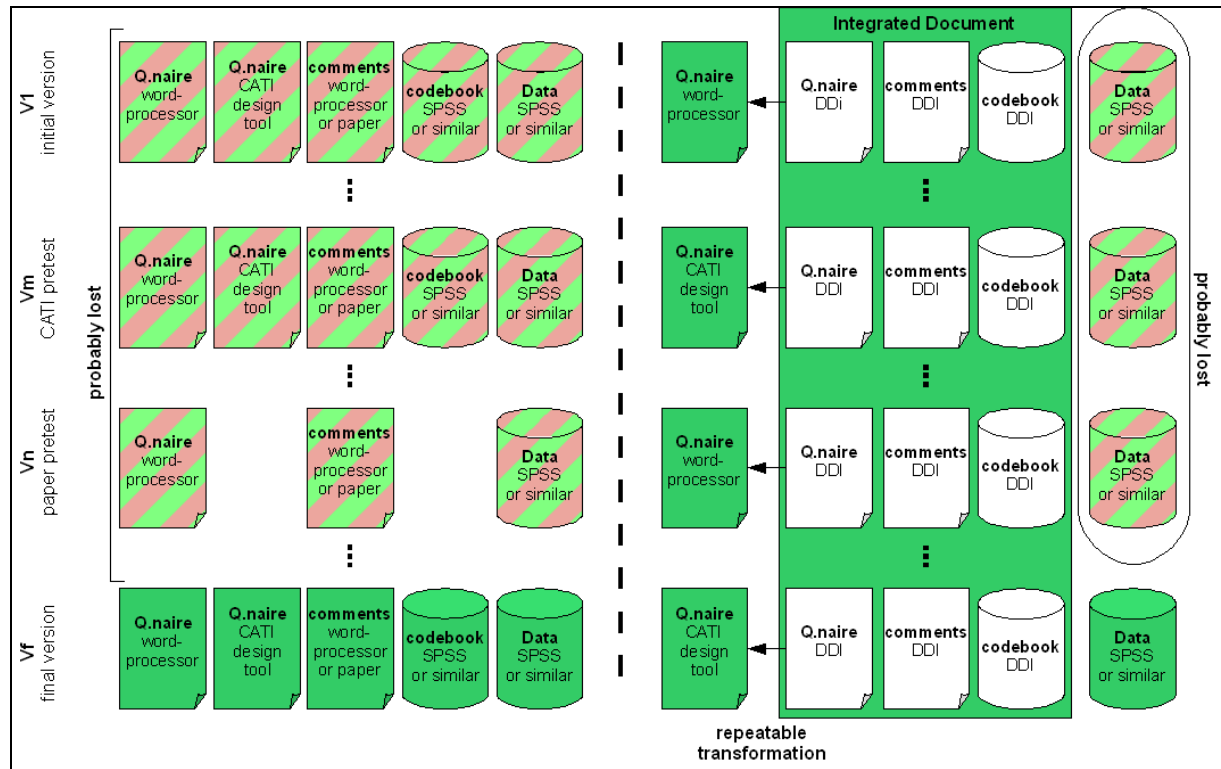 Integrated Document
V1
initial version
Q.naire
word-
processor
Q.naire
CATI
design
tool
comments
word-
processor
or paper
codebook
SPSS
or similar
Data
SPSS
or similar
Q.naire
word-
processor
Q.naire
DDi
comments
DDI
codebook
DDI
Data
SPSS
or similar
Vm
CATI pretest
Q.naire
word-
processor
Q.naire
CATI
design
tool
comments
word-
processor
or paper
codebook
SPSS
or similar
Data
SPSS
or similar
Q.naire
CATI
design
tool
Q.naire
DDI
comments
DDI
codebook
DDI
Data
SPSS
or similar
probably lost
probably lost
Vn
paper pretest
Q.naire
word-
processor
comments
word-
processor
or paper
Data
SPSS
or similar
Q.naire
word-
processor
Q.naire
DDI
comments
DDI
codebook
DDI
Data
SPSS
or similar
Vf
final version
Q.naire
word-
processor
Q.naire
CATI
design
tool
comments
word-
processor
or paper
codebook
SPSS
or similar
Data
SPSS
or similar
Q.naire
CATI
design
tool
Q.naire
DDI
comments
DDI
codebook
DDI
Data
SPSS
or similar
repeatable
transformation